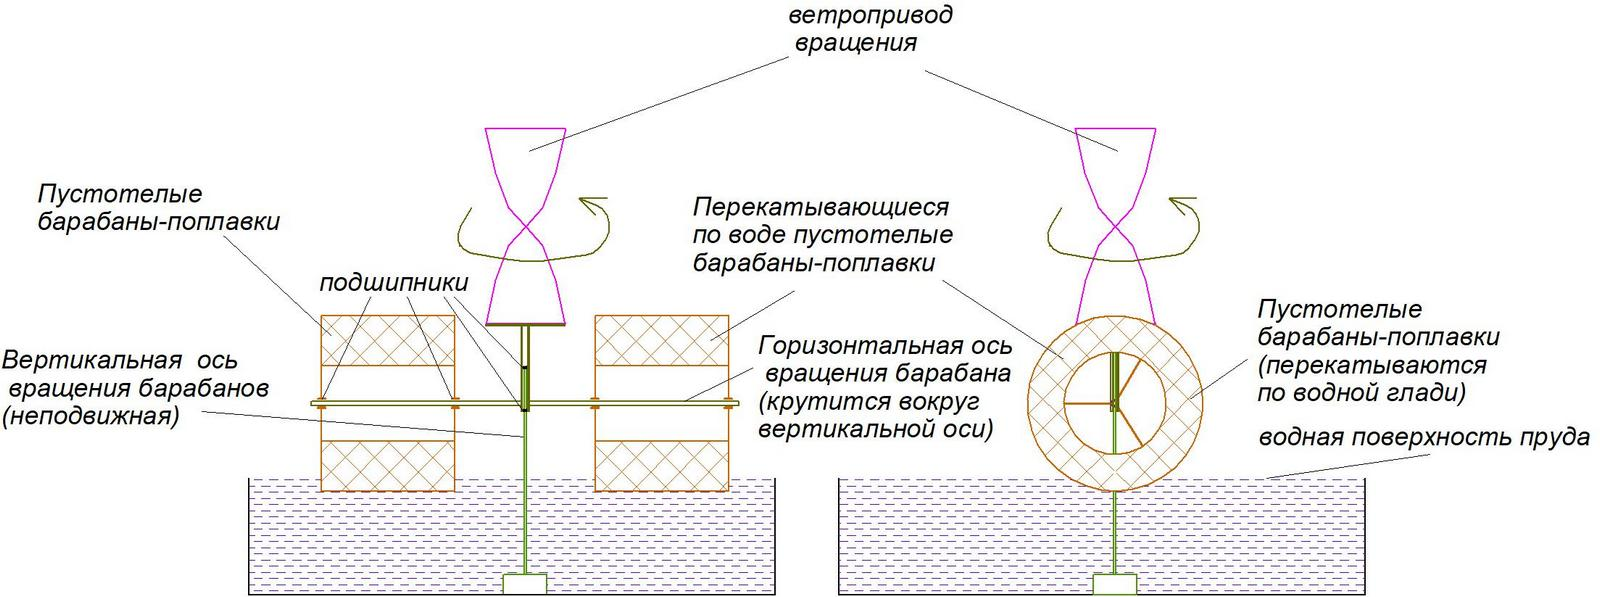 ветропривод
вращения
Пустотелые
барабаны-поплавки
подшипники
Вертикальная ось
вращения барабанов
(неподвижная)
Перекатывающиеся
по воде пустотелые
барабаны-поплавки
Горизонтальная ось
вращения барабана
(крутится вокруг
вертикальной оси)
Пустотелые
барабаны-поплавки
(перекатываются
по водной глади)
водная поверхность пруда